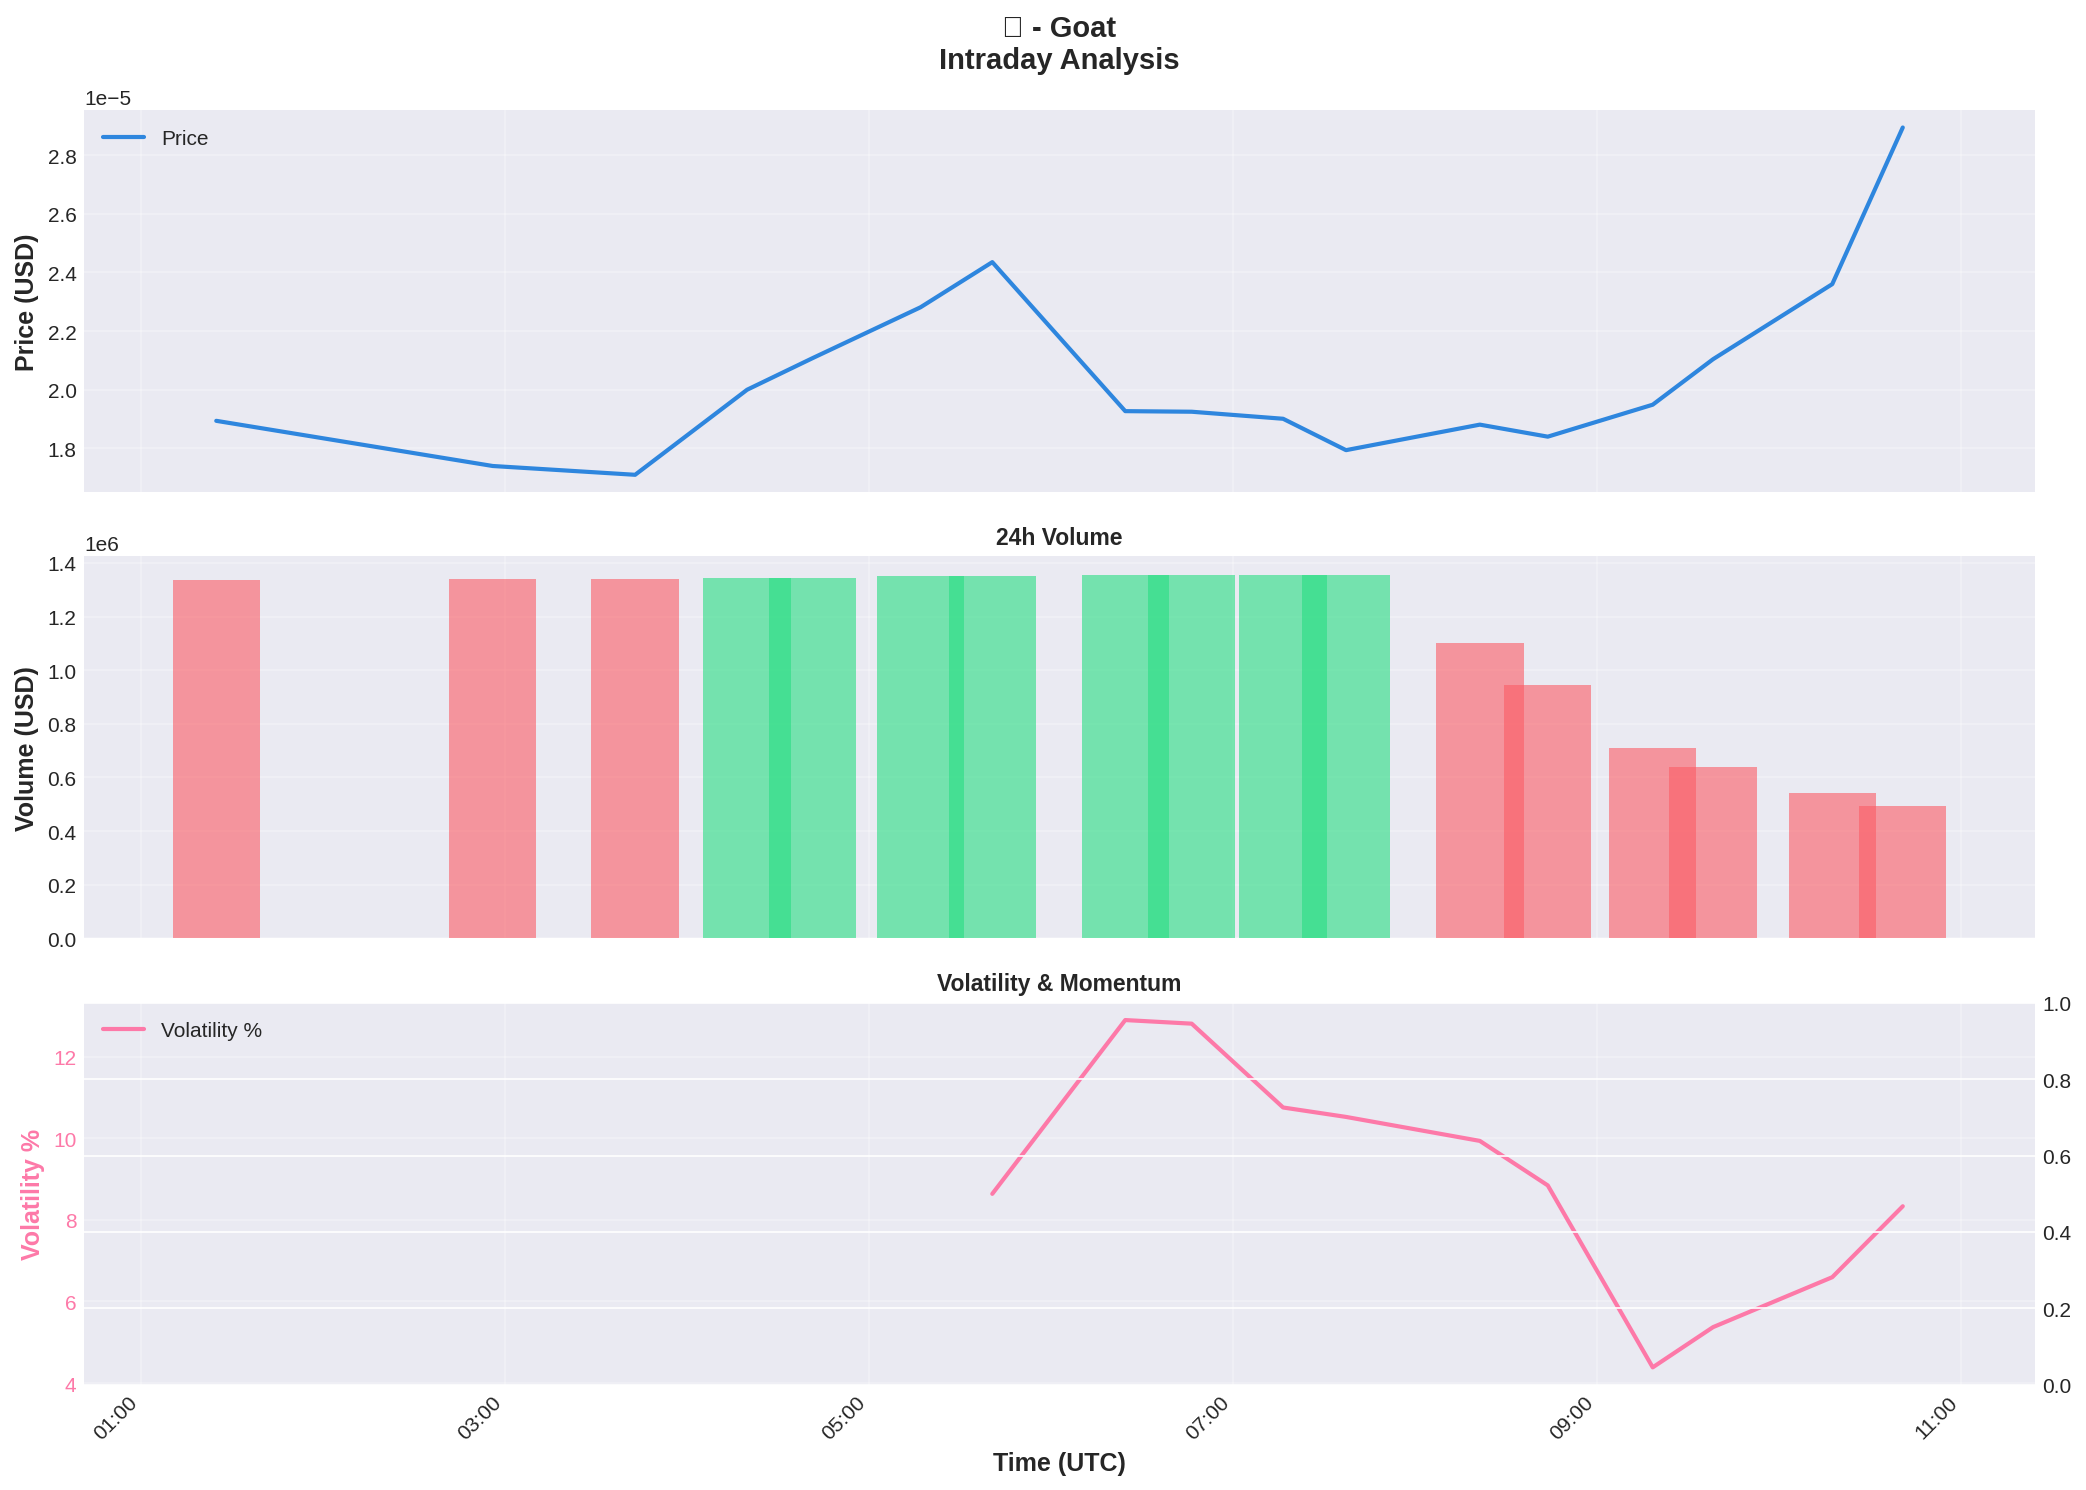 - Goat
Intraday Analysis
1e−5
Price
2.8
2.6
2.4
2.2
2.0
1.8
Price (USD)
24h Volume
1e6
1.4
1.2
1.0
0.8
0.6
0.4
0.2
0.0
Volume (USD)
Volatility & Momentum
Volatility %
12
10
8
6
4
Volatility %
1.0
0.8
0.6
0.4
0.2
0.0
01:00
03:00
05:00
07:00
09:00
11:00
Time (UTC)